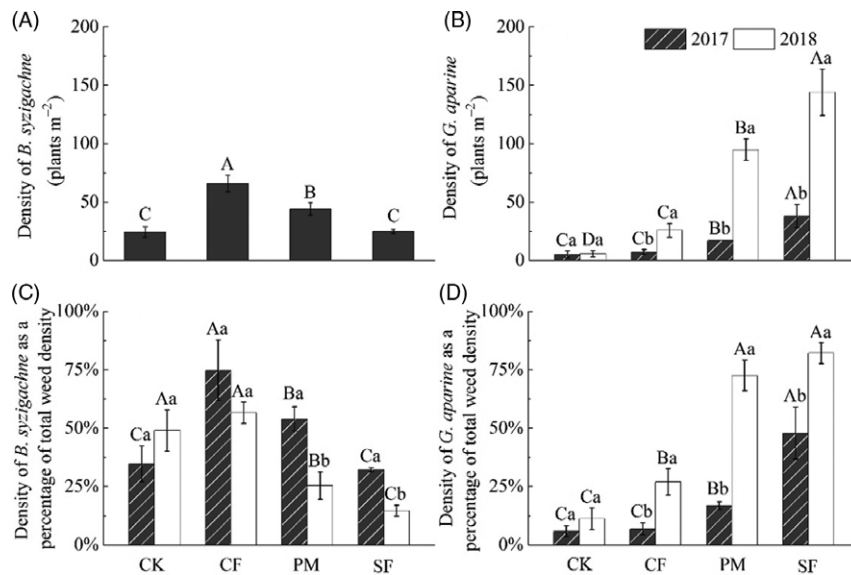 (A)
200
150
100
50
0
Density of B. syzigachne
(plants m⁻²)
C
A
B
C
(B)
200
150
100
50
0
Density of G. aparine
(plants m⁻²)
2017
2018
Ca
Da
Cb
Ca
Bb
Ba
Ab
Aa
(C)
100%
75%
50%
25%
0%
Density of B. syzigachne as a
percentage of total weed density
Ca
Aa
Aa
Aa
Ba
Bb
Ca
Cb
CK
CF
PM
SF
(D)
100%
75%
50%
25%
0%
Density of G. aparine as a
percentage of total weed density
Ca
Ca
Cb
Ba
Bb
Aa
Ab
Aa
CK
CF
PM
SF